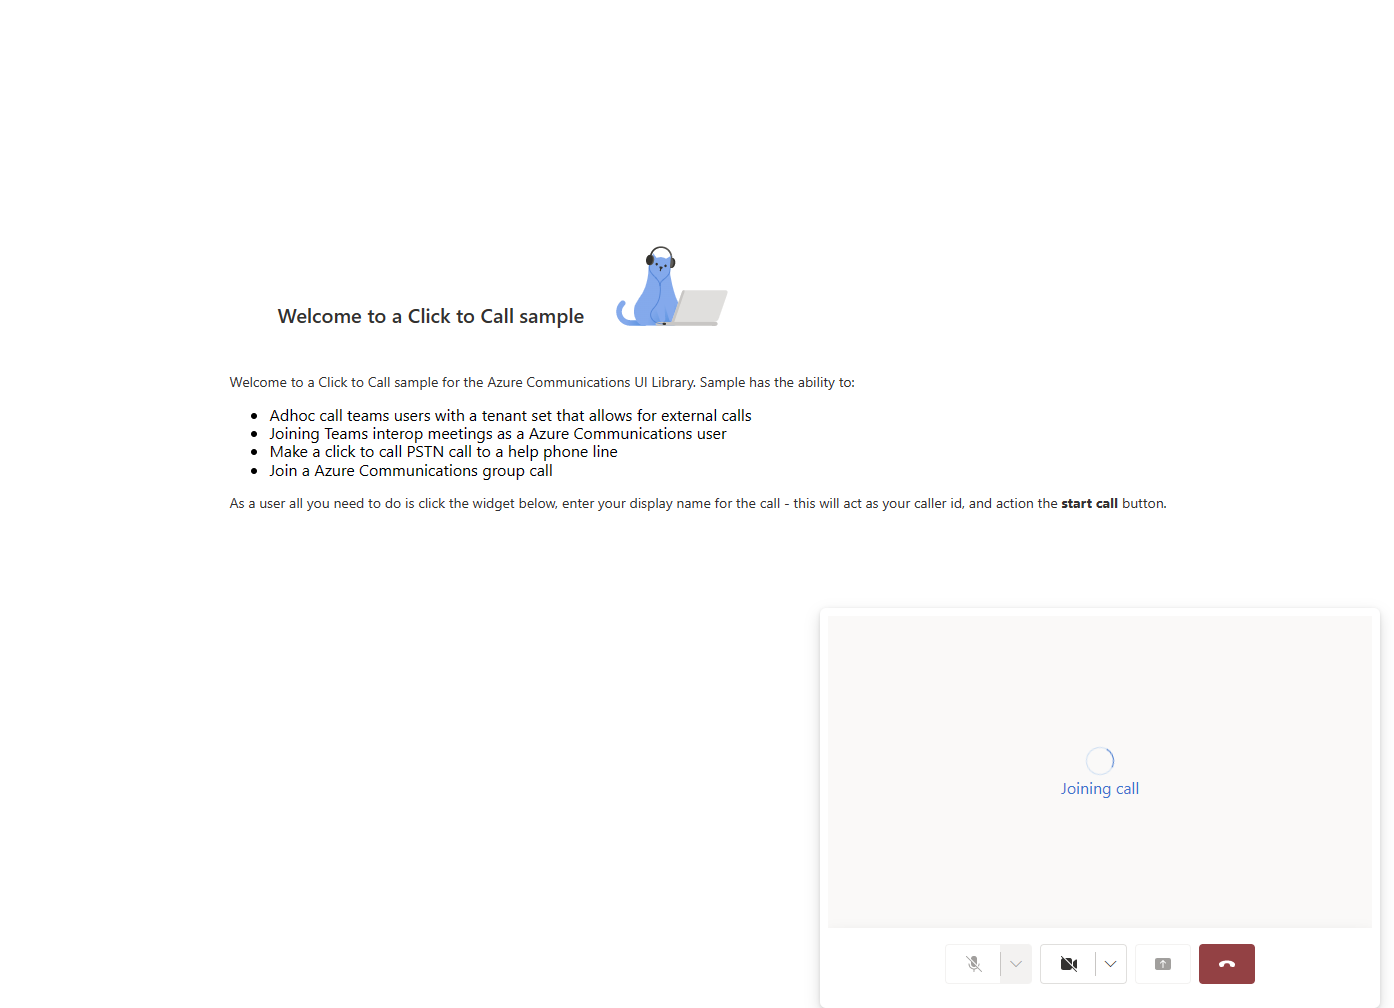 Welcome to a Click to Call sample
Welcome to a Click to Call sample for the Azure Communications UI Library. Sample has the ability to:
Adhoc call teams users with a tenant set that allows for external calls
Joining Teams interop meetings as a Azure Communications user
Make a click to call PSTN call to a help phone line
Join a Azure Communications group call
As a user all you need to do is click the widget below, enter your display name for the call - this will act as your caller id, and action the start call button.
Joining call